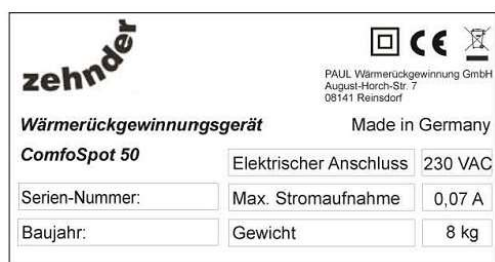 zehnder
CE
PAUL Wärmerückgewinnung GmbH
August-Horch-Str. 7
08141 Reinsdorf
Wärmerückgewinnungsgerät Made in Germany
ComfoSpot 50
Elektrischer Anschluss 230 VAC
Serien-Nummer: Max. Stromaufnahme 0,07 A
Baujahr: Gewicht 8 kg